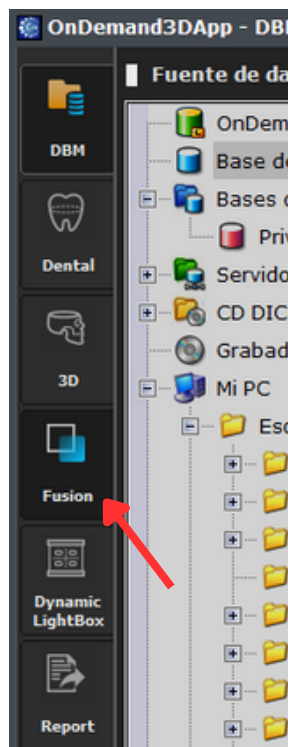 OnDemand3DApp - DB
DBM
Dental
3D
Fusion
Dynamic
LightBox
Report
Fuente de da
OnDem
Base de
Bases
Priv
Servido
CD DIC
Grabad
Mi PC
Esc